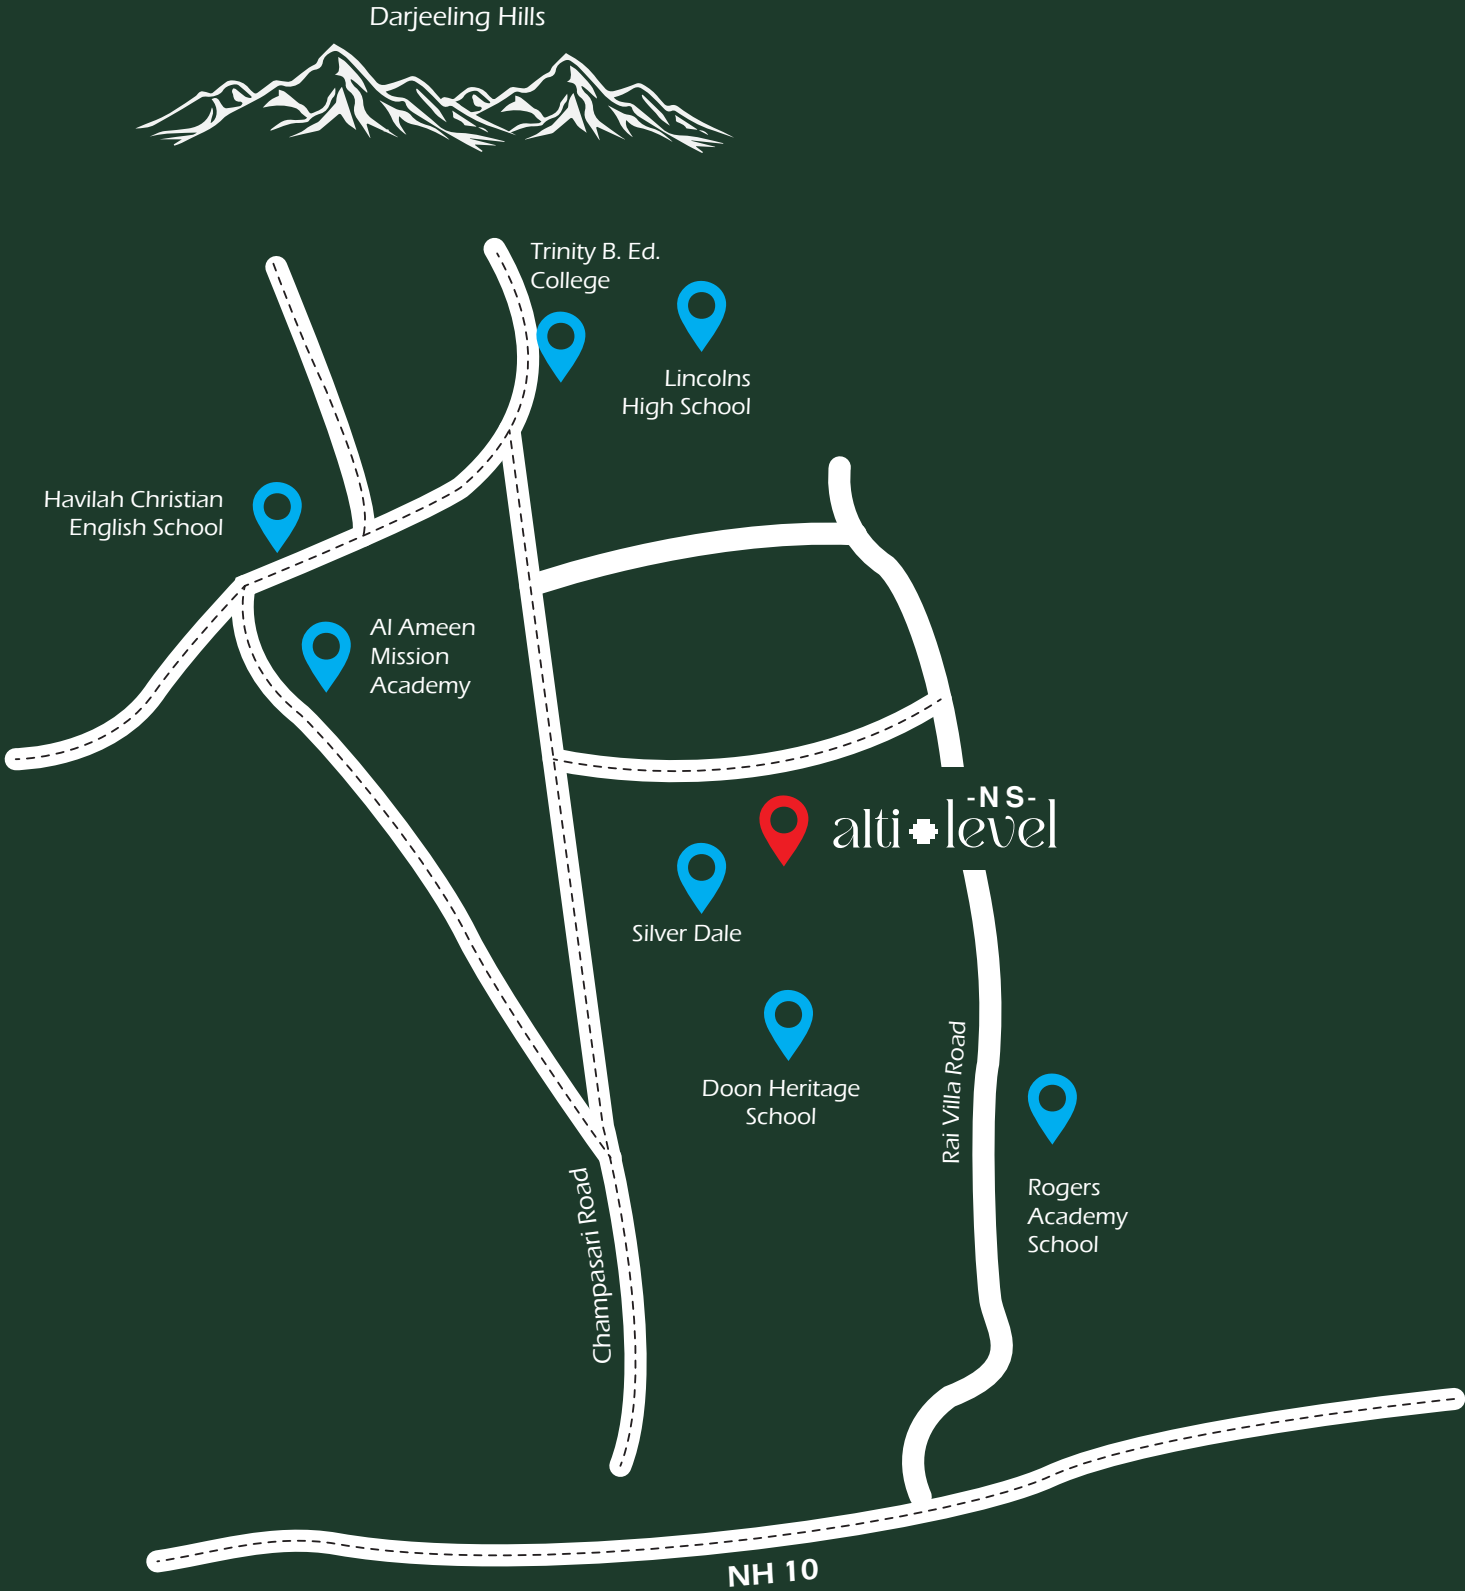 Darjeeling Hills
Trinity B. Ed.
College
Lincolns
High School
Havilah Christian
English School
Al Ameen
Mission
Academy
-NS-
alti level
Silver Dale
Doon Heritage
School
Rai Villa Road
Rogers
Academy
School
Champasari Road
NH 10